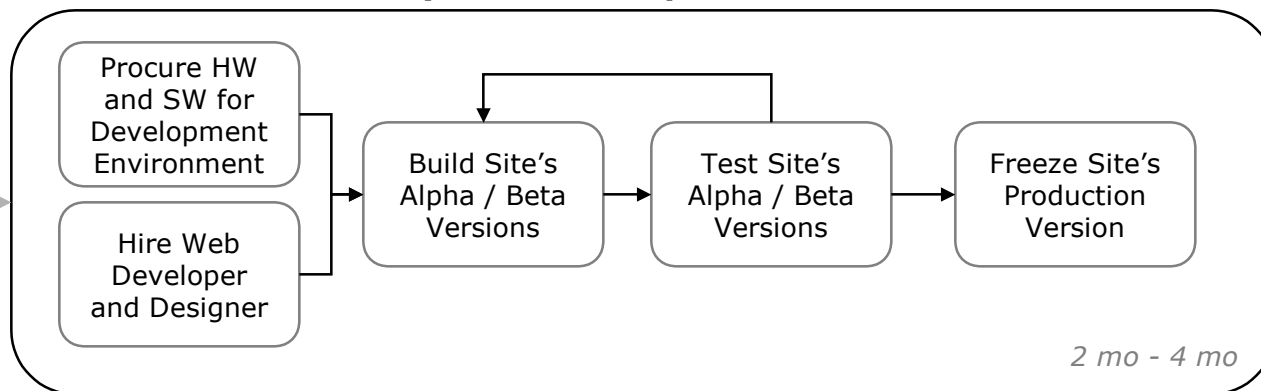 Procure HW
and SW for
Development
Environment
Hire Web
Developer
and Designer
Build Site's
Alpha / Beta
Versions
Test Site's
Alpha / Beta
Versions
Freeze Site's
Production
Version
2 mo - 4 mo